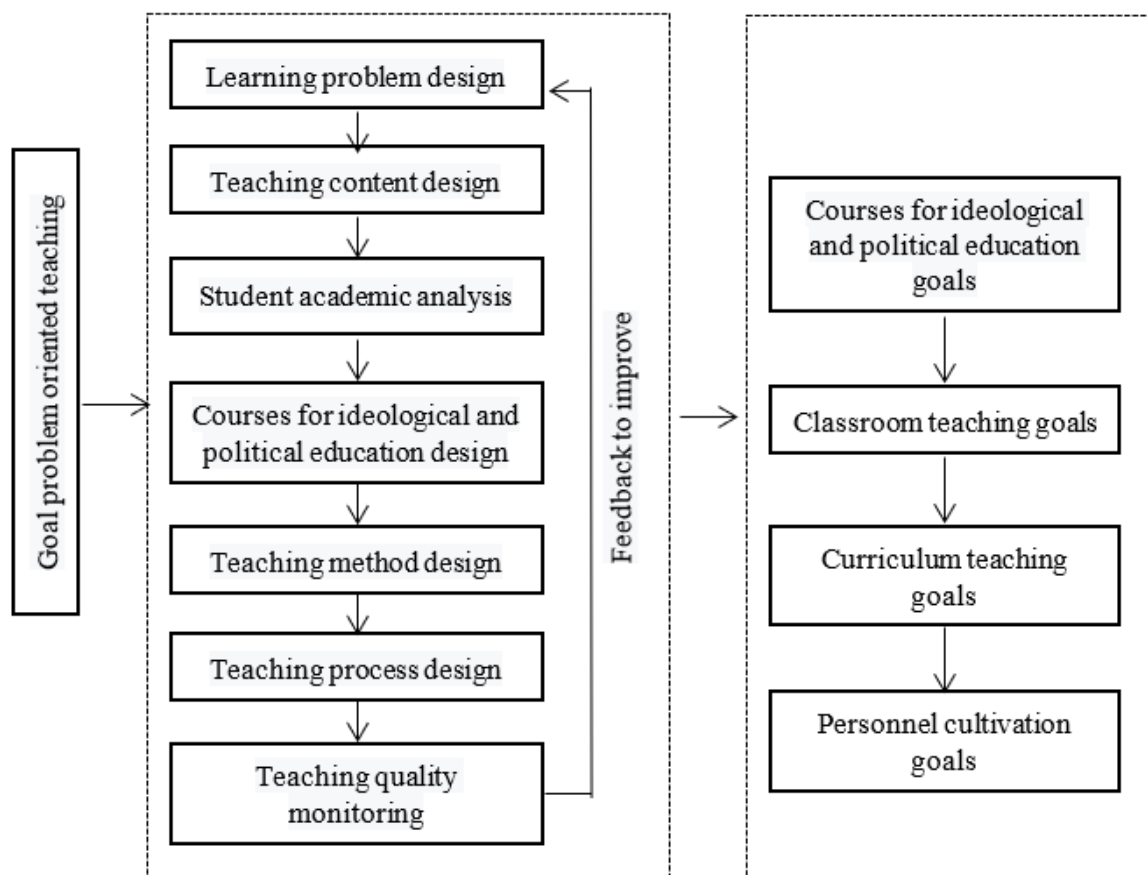 Goal problem oriented teaching
Learning problem design
Teaching content design
Student academic analysis
Courses for ideological and
political education design
Teaching method design
Teaching process design
Teaching quality
monitoring
Feedback to improve
Courses for ideological
and political education
goals
Classroom teaching goals
Curriculum teaching
goals
Personnel cultivation
goals